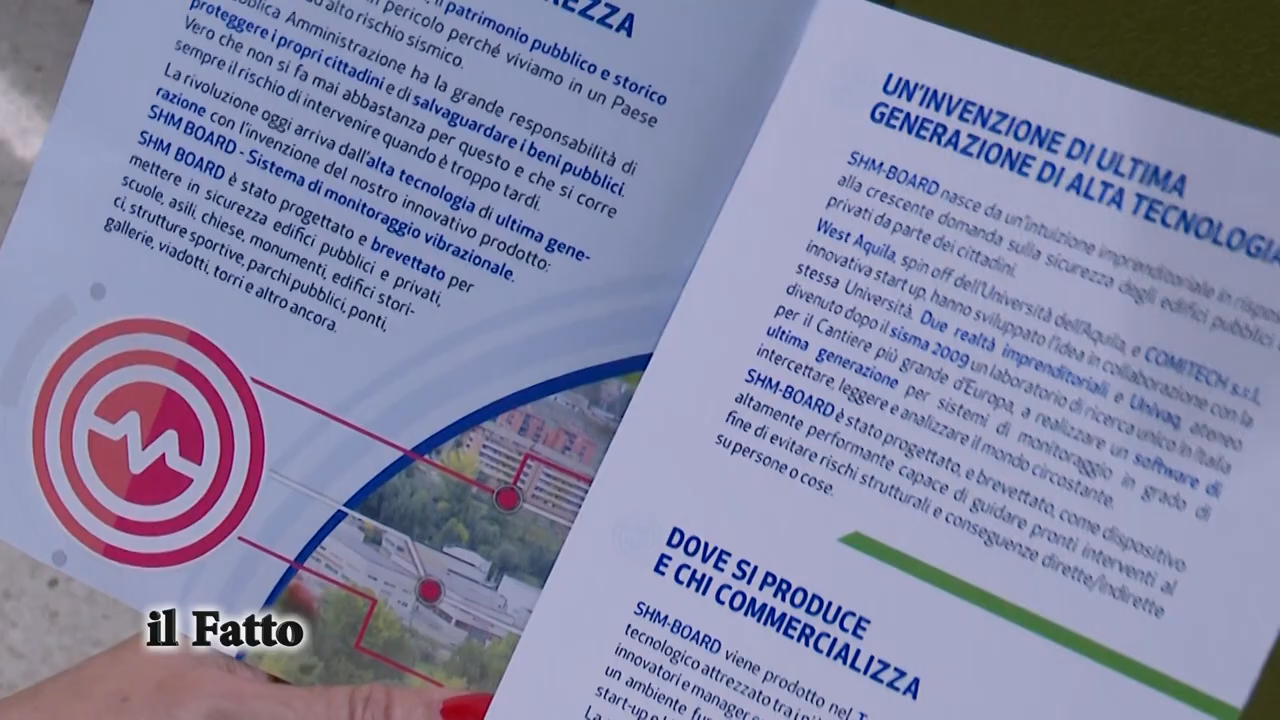 REZZA
il patrimonio pubblico e storico
in pericolo perché viviamo in un Paese
ad alto rischio sismico.
blica Amministrazione ha la grande responsabilità di
proteggere i propri cittadini e di salvaguardare i beni pubblici.
Vero che non si fa mai abbastanza per questo e che si corre
sempre il rischio di intervenire quando è troppo tardi.
La rivoluzione oggi arriva dall'alta tecnologia di ultima gene-
razione con l'invenzione del nostro innovativo prodotto:
SHM BOARD - Sistema di monitoraggio vibrazionale.
SHM BOARD è stato progettato e brevettato per
mettere in sicurezza edifici pubblici e privati,
scuole, asili, chiese, monumenti, edifici stori-
ci, strutture sportive, parchi pubblici, ponti,
gallerie, viadotti, torri e altro ancora.
UN'INVENZIONE DI ULTIMA
GENERAZIONE DI ALTA TECNOLOGIA
SHM-BOARD nasce da un'intuizione imprenditoriale in rispos
alla crescente domanda sulla sicurezza degli edifici pubblici
privati da parte dei cittadini.
West Aquila, spin off dell'Università dell'Aquila, e COMITECH s.r.l.
innovativa start up, hanno sviluppato l'idea in collaborazione con la
stessa Università. Due realtà imprenditoriali e Univaq, ateneo
divenuto dopo il sisma 2009 un laboratorio di ricerca unico in Italia
per il Cantiere più grande d'Europa, a realizzare un software di
ultima generazione per sistemi di monitoraggio in grado di
intercettare leggere e analizzare il mondo circostante.
SHM-BOARD è stato progettato, e brevettato, come dispositivo
altamente performante capace di guidare pronti interventi al
fine di evitare rischi strutturali e conseguenze dirette/indirette
su persone o cose.
DOVE SI PRODUCE
E CHI COMMERCIALIZZA
SHM-BOARD viene prodotto nel
tecnologico attrezzato tra i
innovatori e manager
un ambiente
start-up e
La
il Fatto